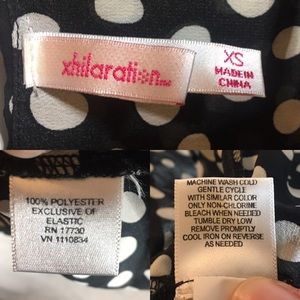 xhilaration
XS
MADE IN
CHINA
100% POLYESTER
EXCLUSIVE OF
ELASTIC
RN 17730
VN 1110834
MACHINE WASH COLD
GENTLE CYCLE
WITH SIMILAR COLOR
ONLY NON-CHLORINE
BLEACH WHEN NEEDED
TUMBLE DRY LOW
REMOVE PROMPTLY
COOL IRON ON REVERSE
AS NEEDED